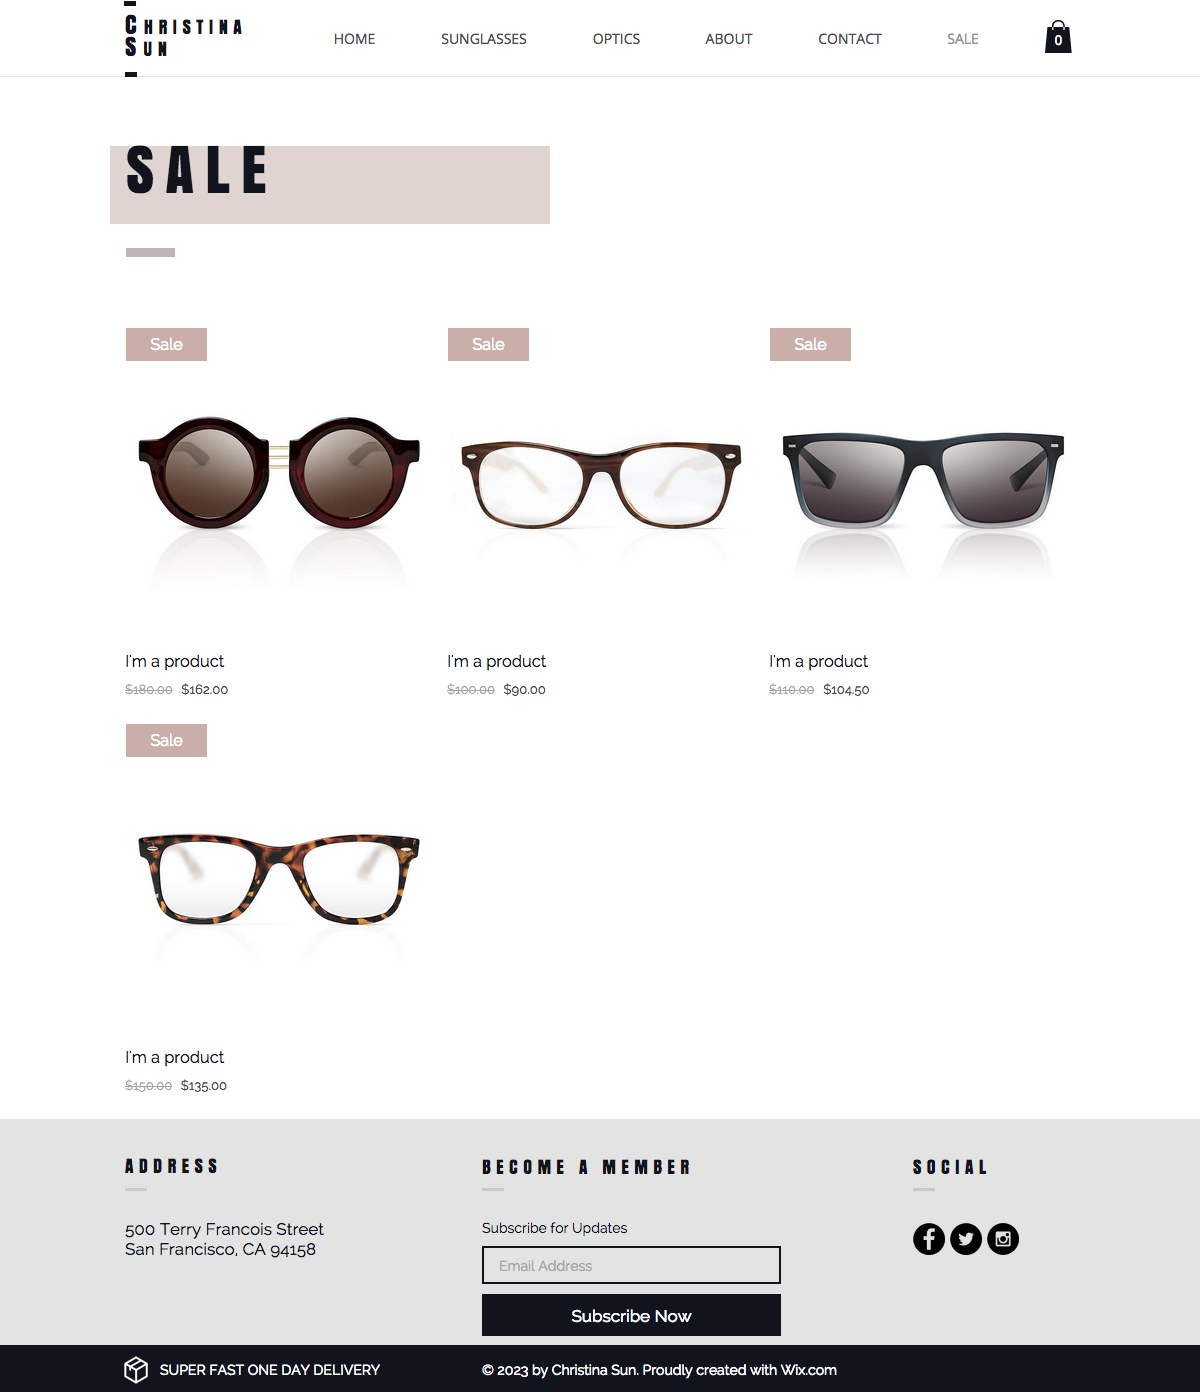 CHRISTINA
SUN
HOME SUNGLASSES OPTICS ABOUT CONTACT SALE 0
SALE
Sale Sale Sale
I'm a product I'm a product I'm a product
$180.00 $162.00 $100.00 $90.00 $110.00 $104.50
Sale
I'm a product
$150.00 $135.00
ADDRESS BECOME A MEMBER SOCIAL
500 Terry Francois Street
San Francisco, CA 94158
Subscribe for Updates
Email Address
Subscribe Now
SUPER FAST ONE DAY DELIVERY © 2023 by Christina Sun. Proudly created with Wix.com